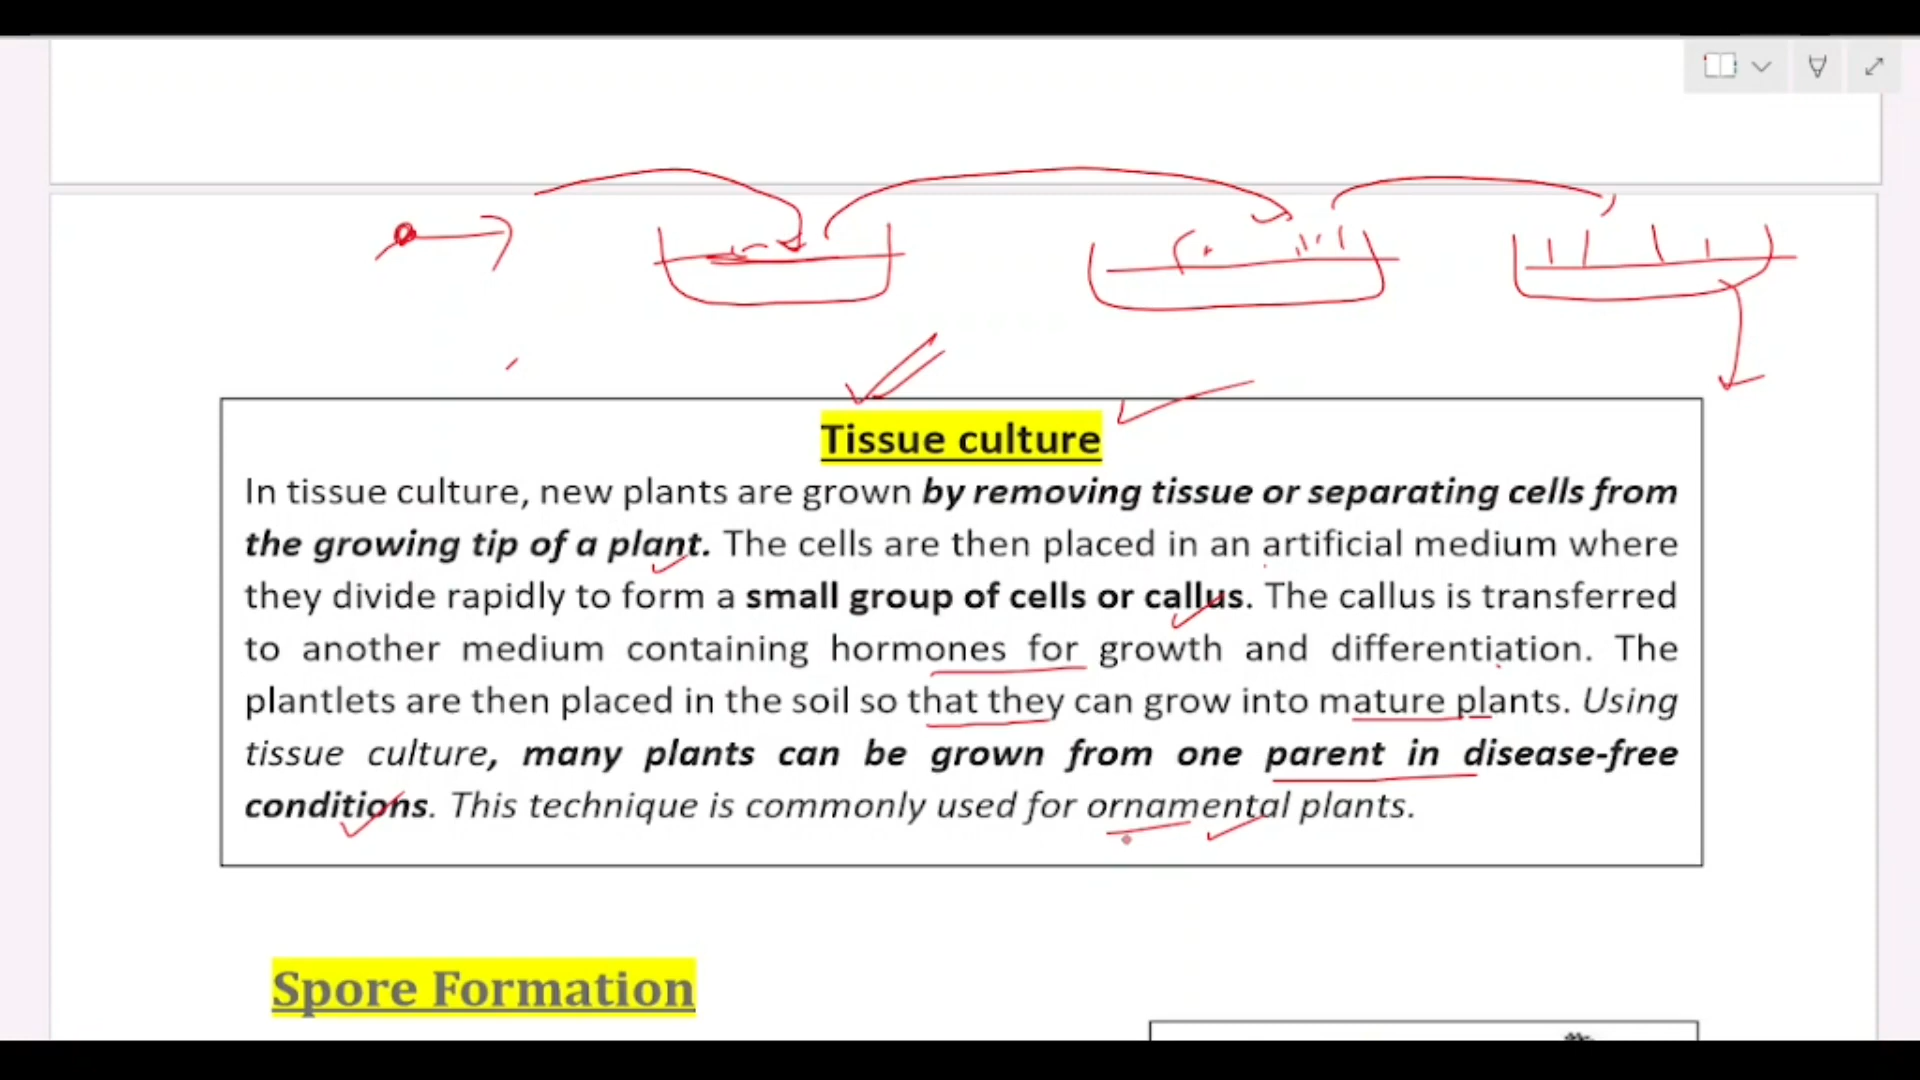 Tissue culture
In tissue culture, new plants are grown by removing tissue or separating cells from
the growing tip of a plant. The cells are then placed in an artificial medium where
they divide rapidly to form a small group of cells or callus. The callus is transferred
to another medium containing hormones for growth and differentiation. The
plantlets are then placed in the soil so that they can grow into mature plants. Using
tissue culture, many plants can be grown from one parent in disease-free
conditions. This technique is commonly used for ornamental plants.
Spore Formation